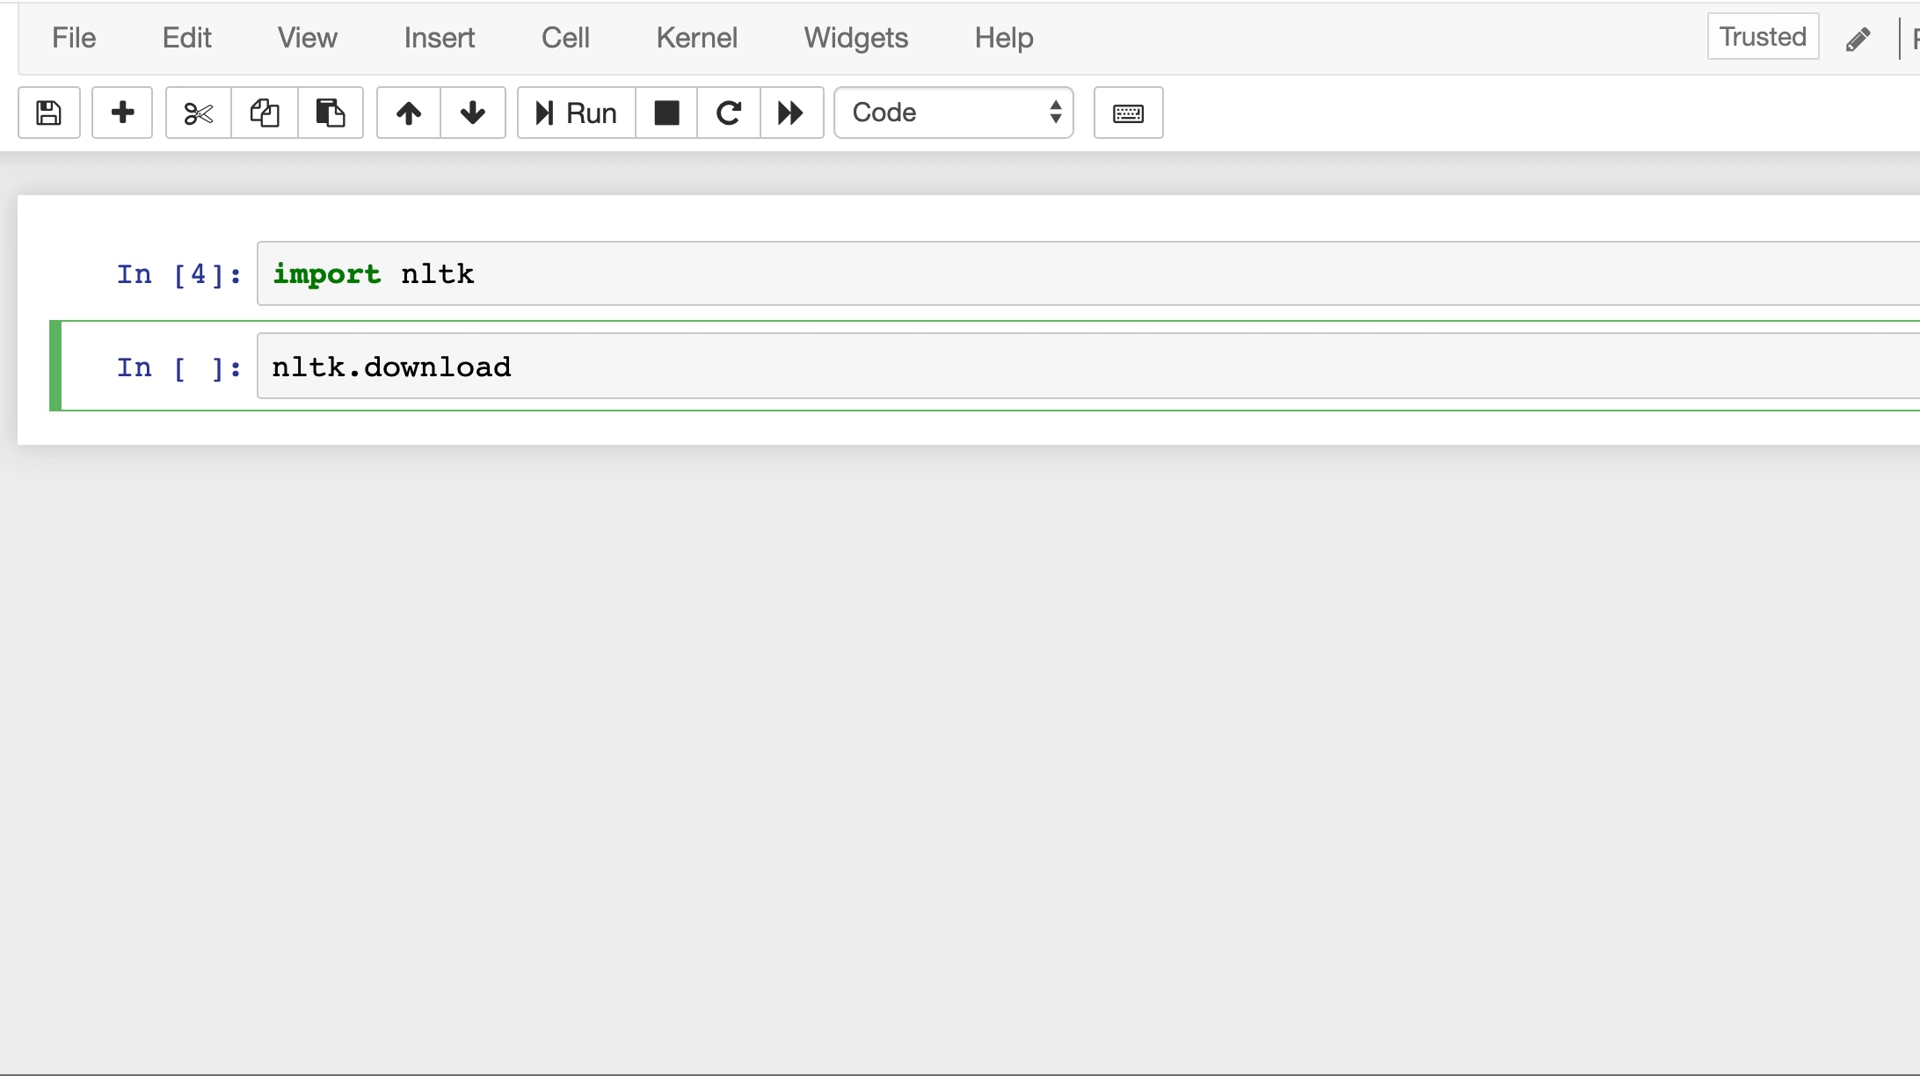 File Edit View Insert Cell Kernel Widgets Help Trusted
Run Code
In [4]: import nltk
In [ ]: nltk.download